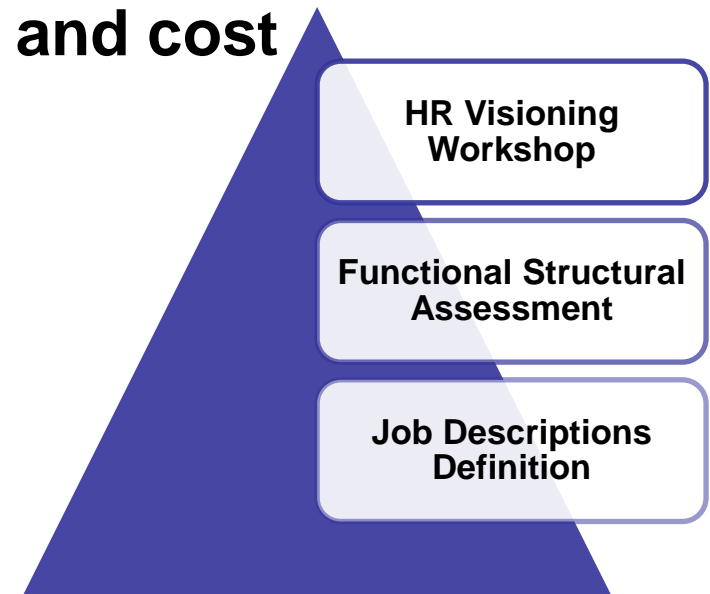 and cost
HR Visioning
Workshop
Functional Structural
Assessment
Job Descriptions
Definition